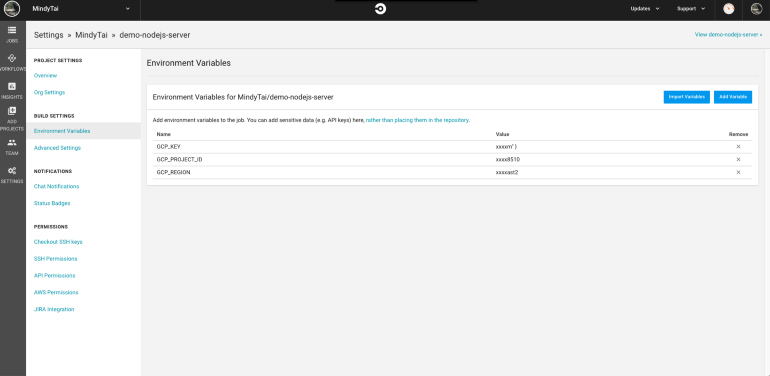 MindyTai
Updates
Support
JOBS
WORKFLOWS
INSIGHTS
ADD
PROJECTS
TEAM
SETTINGS
Settings » MindyTai » demo-nodejs-server
View demo-nodejs-server »
PROJECT SETTINGS
Overview
Org Settings
BUILD SETTINGS
Environment Variables
Advanced Settings
NOTIFICATIONS
Chat Notifications
Status Badges
PERMISSIONS
Checkout SSH keys
SSH Permissions
API Permissions
AWS Permissions
JIRA Integration
Environment Variables
Environment Variables for MindyTai/demo-nodejs-server
Import Variables
Add Variable
Add environment variables to the job. You can add sensitive data (e.g. API keys) here, rather than placing them in the repository.
Name Value Remove
GCP_KEY xxxxm" } ×
GCP_PROJECT_ID xxxx8510 ×
GCP_REGION xxxxast2 ×